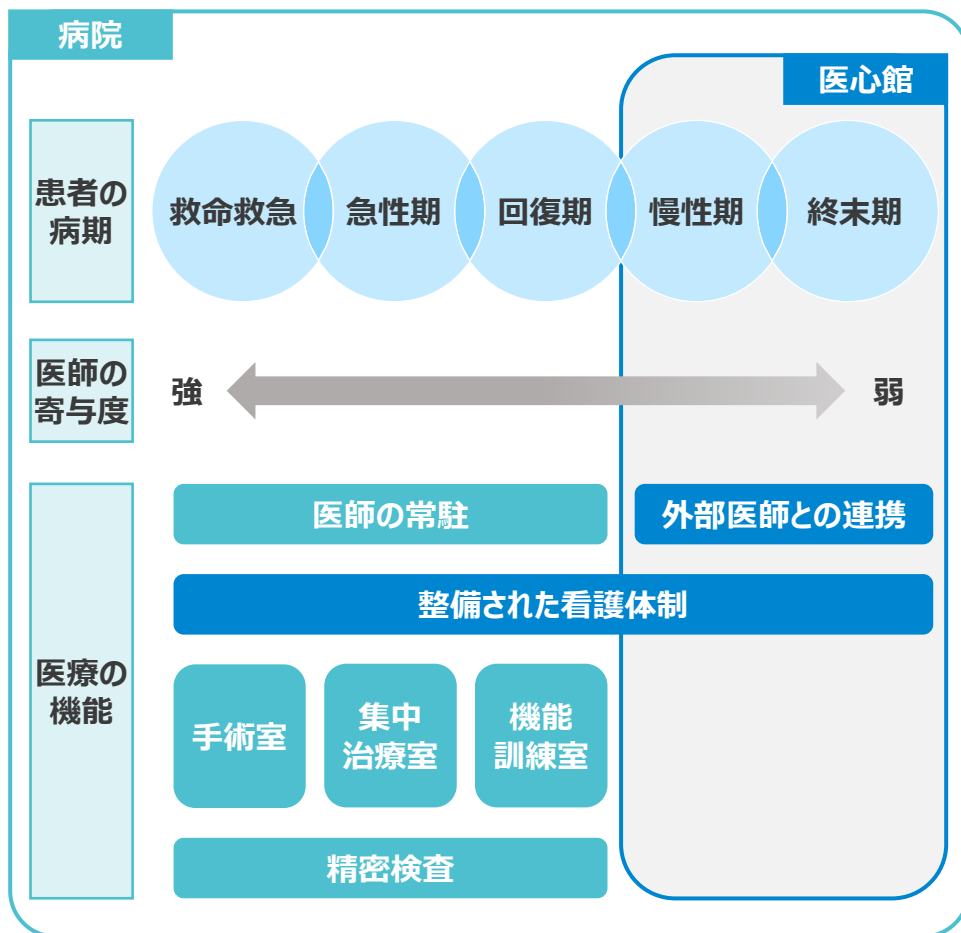 病院
医心館
患者の
病期
救命救急
急性期
回復期
慢性期
終末期
医師の
寄与度
強
弱
医療の
機能
医師の常駐
外部医師との連携
整備された看護体制
手術室
集中
治療室
機能
訓練室
精密検査